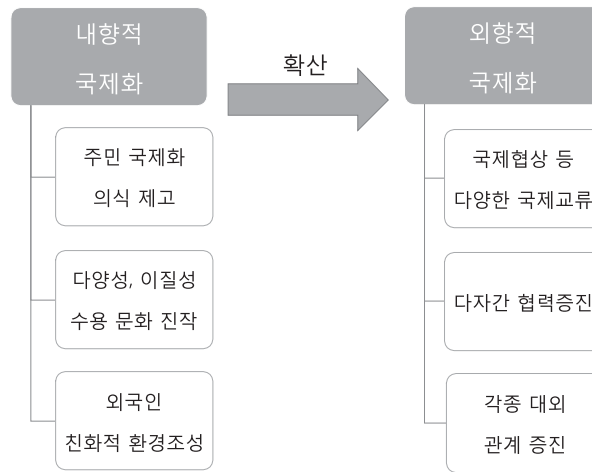 내향적
국제화
주민 국제화
의식 제고
다양성, 이질성
수용 문화 진작
외국인
친화적 환경조성
확산
외향적
국제화
국제협상 등
다양한 국제교류
다자간 협력증진
각종 대외
관계 증진